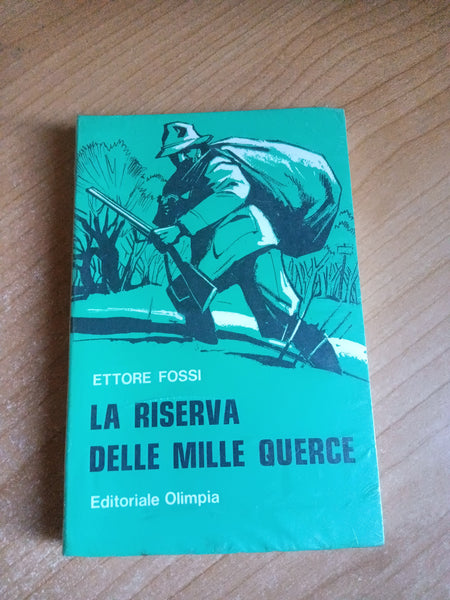 ETTORE FOSSI
LA RISERVA
DELLE MILLE QUERCE
Editoriale Olimpia